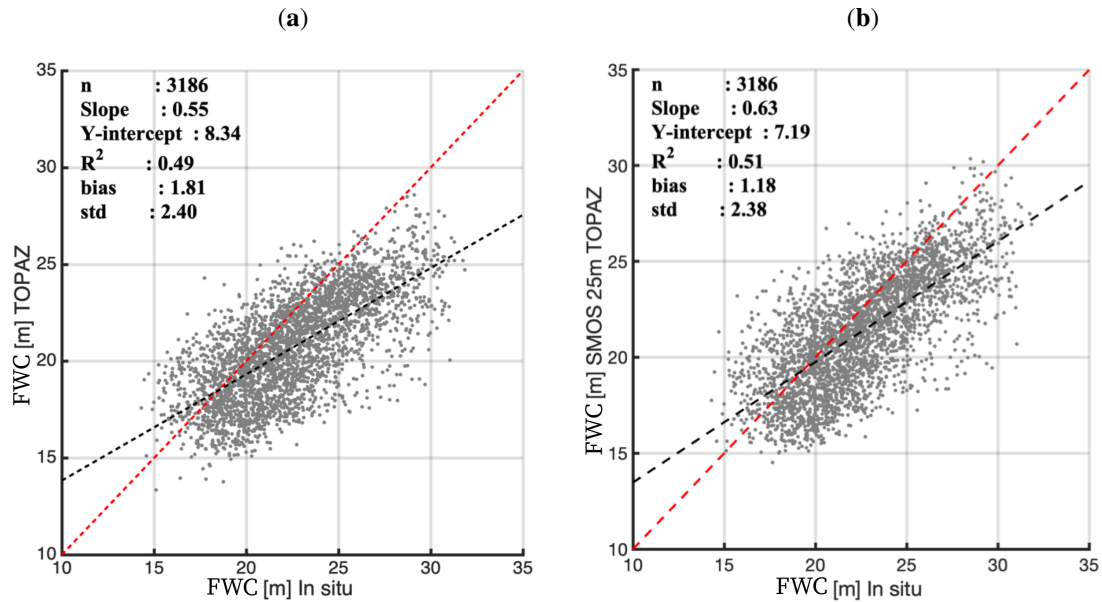 (a)
35
30
25
20
15
10
FWC [m] TOPAZ
n : 3186
Slope : 0.55
Y-intercept : 8.34
R² : 0.49
bias : 1.81
std : 2.40
10 15 20 25 30 35
FWC [m] In situ
(b)
35
30
25
20
15
10
FWC [m] SMOS 25m TOPAZ
n : 3186
Slope : 0.63
Y-intercept : 7.19
R² : 0.51
bias : 1.18
std : 2.38
10 15 20 25 30 35
FWC [m] In situ